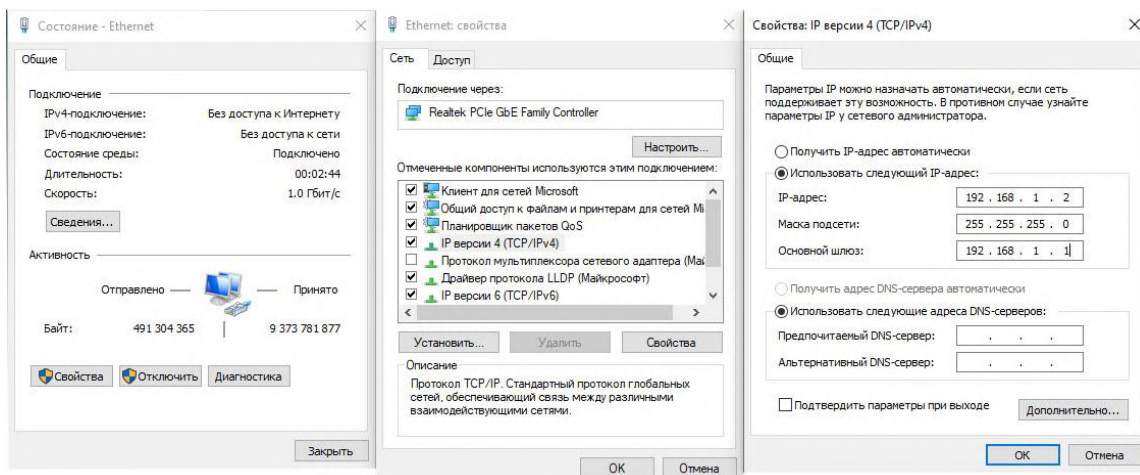 Состояние - Ethernet
Общие
Подключение
IPv4-подключение: Без доступа к Интернету
IPv6-подключение: Без доступа к сети
Состояние среды: Подключено
Длительность: 00:02:44
Скорость: 1.0 Гбит/с
Сведения...
Активность
Отправлено — — Принято
Байт: 491 304 365 9 373 781 877
Свойства Отключить Диагностика
Закрыть
Ethernet: свойства
Сеть Доступ
Подключение через:
Realtek PCIe GbE Family Controller
Настроить...
Отмеченные компоненты используются этим подключением:
Клиент для сетей Microsoft
Общий доступ к файлам и принтерам для сетей Mi
Планировщик пакетов QoS
IP версии 4 (TCP/IPv4)
Протокол мультиплексора сетевого адаптера (Май
Драйвер протокола LLDP (Майкрософт)
IP версии 6 (TCP/IPv6)
Установить... Удалить Свойства
Описание
Протокол TCP/IP. Стандартный протокол глобальных
сетей, обеспечивающий связь между различными
взаимодействующими сетями.
ОК Отмена
Свойства: IP версии 4 (TCP/IPv4)
Общие
Параметры IP можно назначать автоматически, если сеть
поддерживает эту возможность. В противном случае узнайте
параметры IP у сетевого администратора.
Получить IP-адрес автоматически
Использовать следующий IP-адрес:
IP-адрес: 192 . 168 . 1 . 2
Маска подсети: 255 . 255 . 255 . 0
Основной шлюз: 192 . 168 . 1 . 1
Получить адрес DNS-сервера автоматически
Использовать следующие адреса DNS-серверов:
Предпочитаемый DNS-сервер: . . .
Альтернативный DNS-сервер: . . .
Подтвердить параметры при выходе
Дополнительно...
ОК Отмена